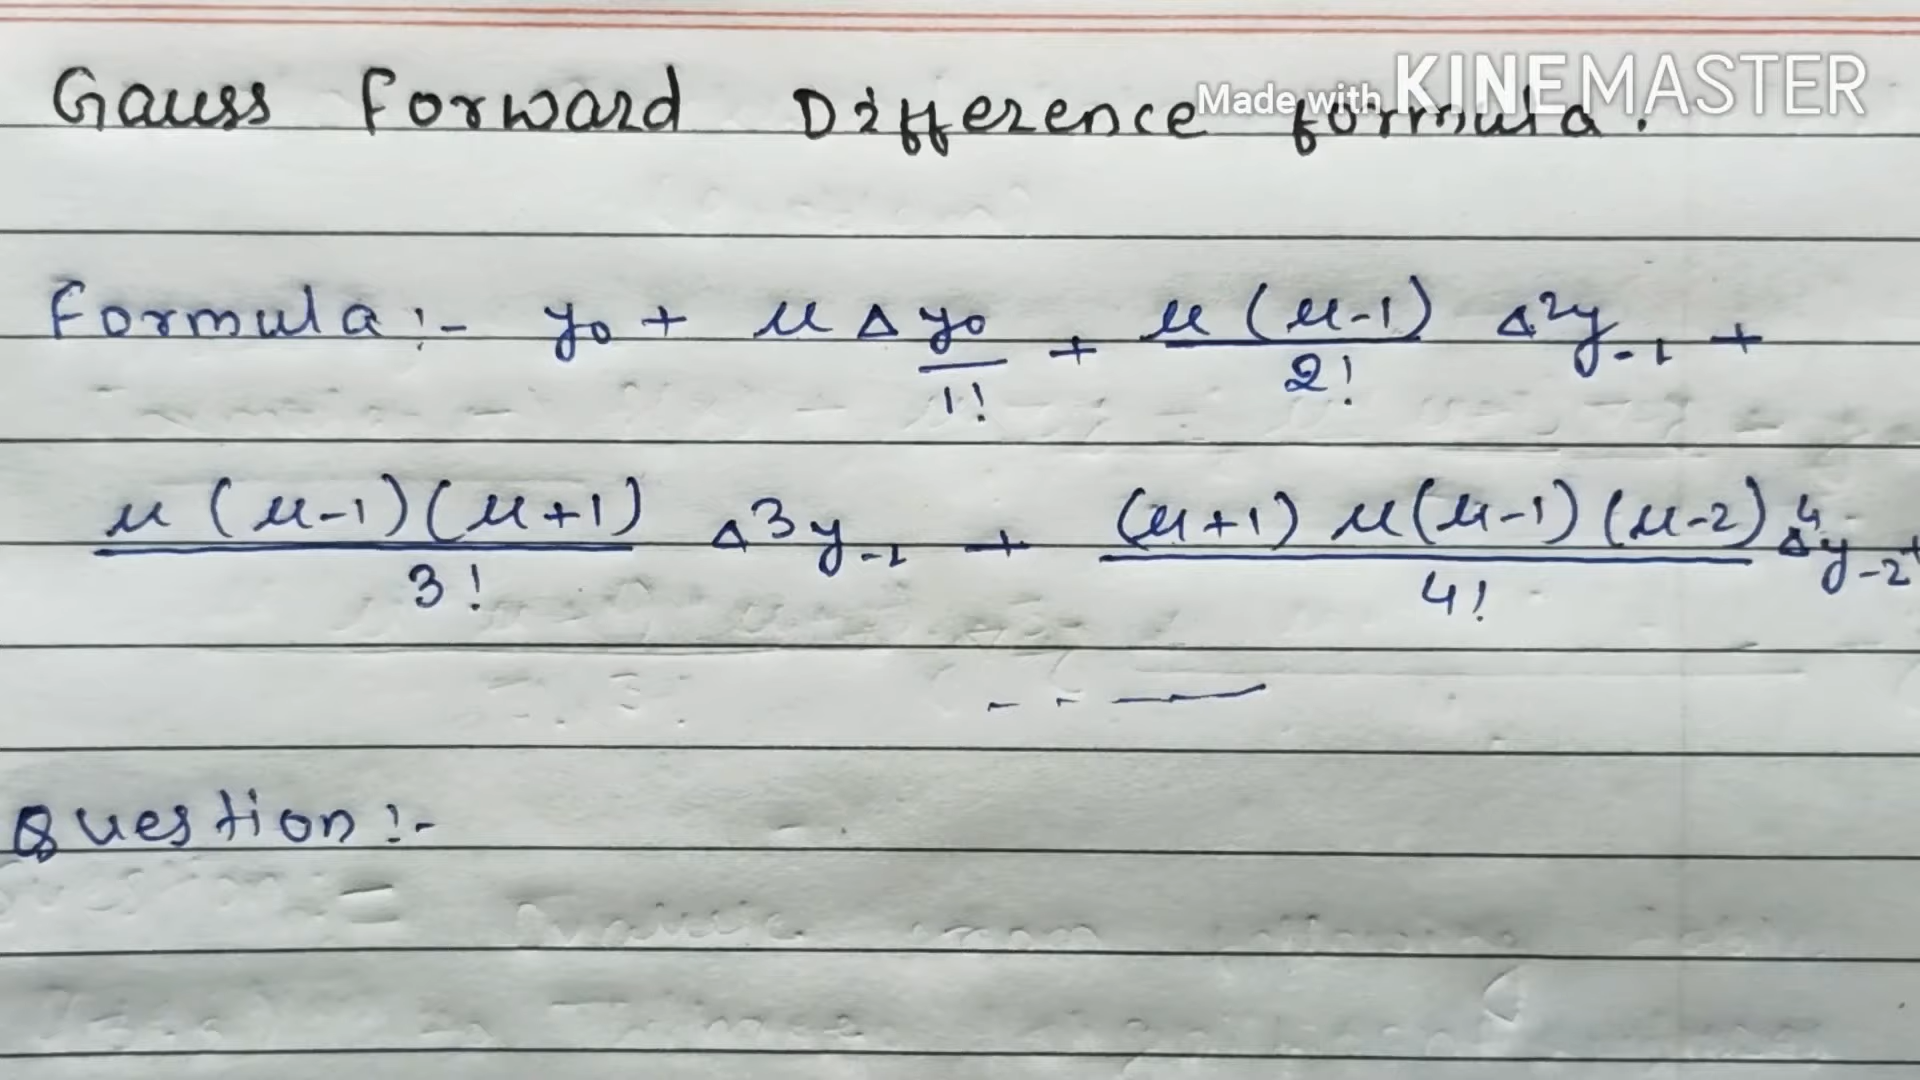 Gauss Forward Difference formula.
Made with KINEMASTER
Formula:- y₀ + u Δy₀/1! + u(u-1)/2! Δ²y₋₁ +
u(u-1)(u+1)/3! Δ³y₋₁ + (u+1)u(u-1)(u-2)/4! Δ⁴y₋₂ +
- - —
Question:-